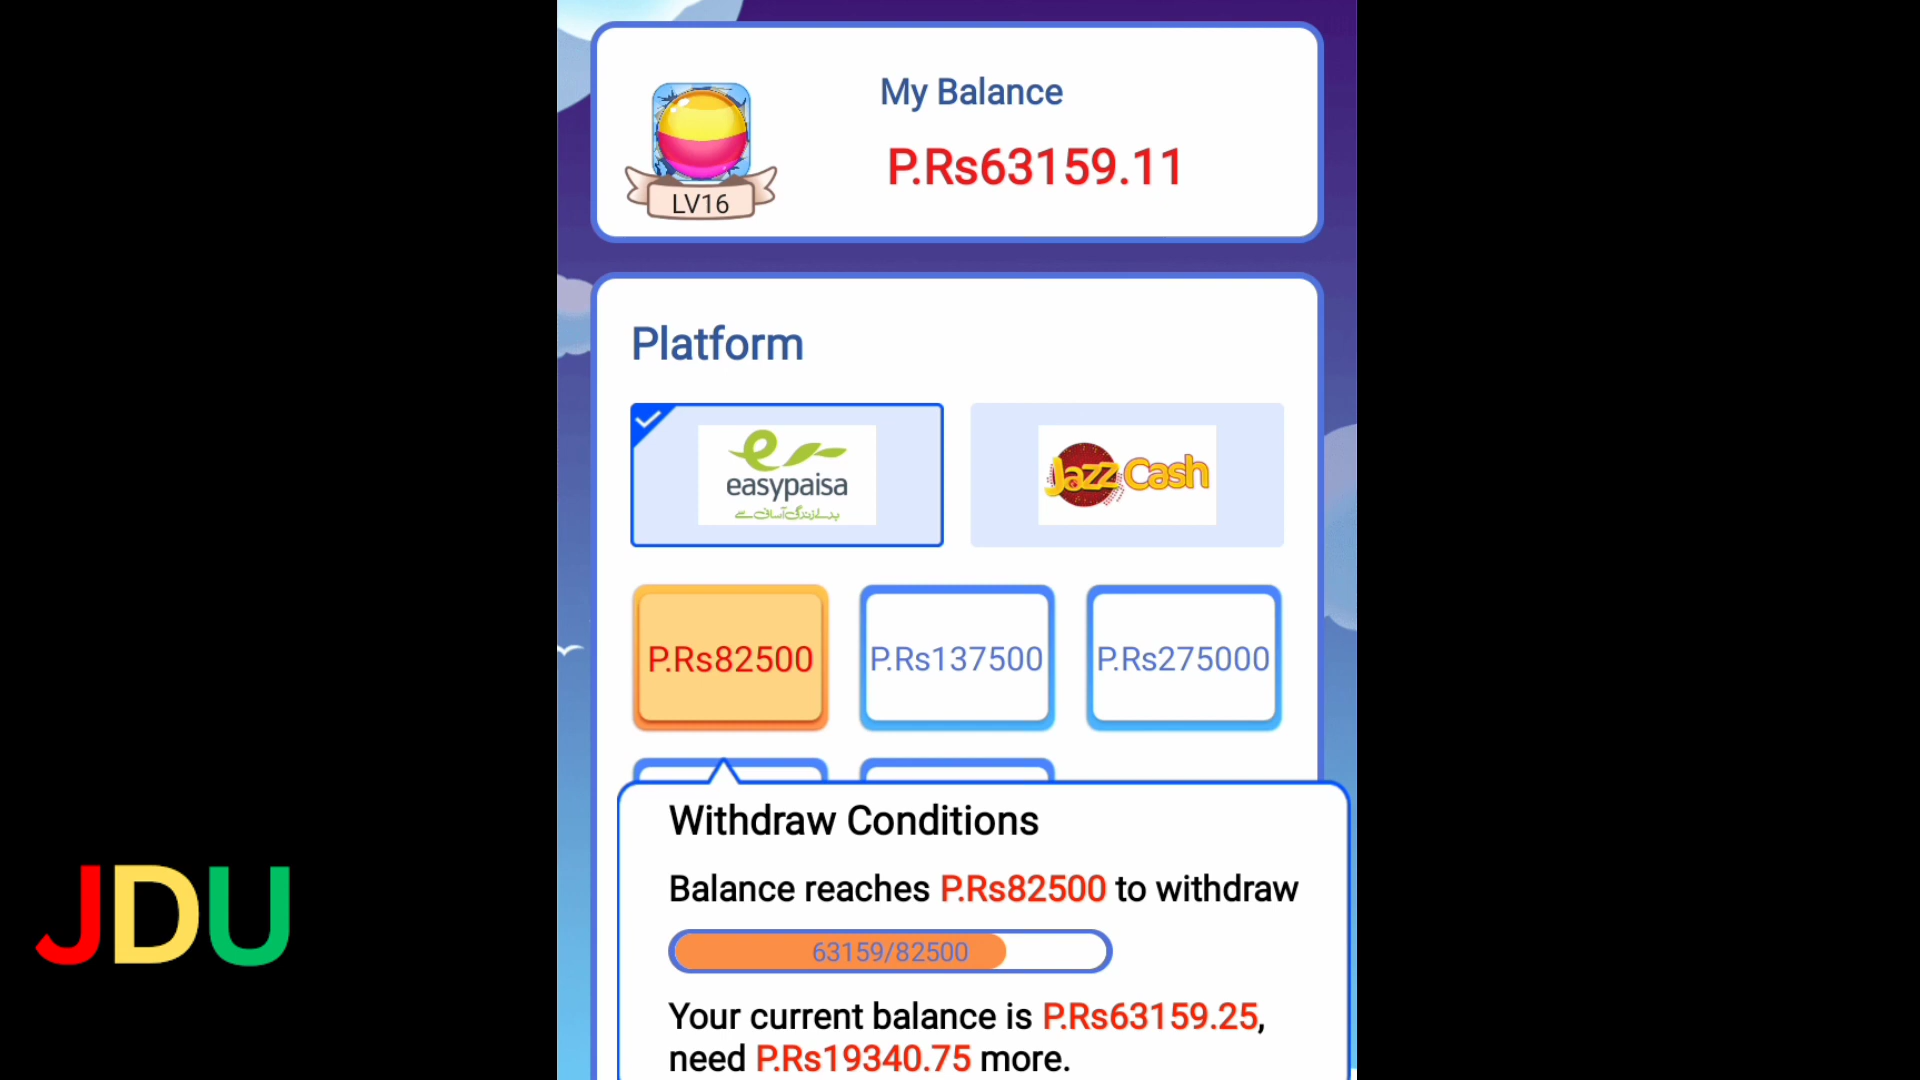 My Balance
P.Rs63159.11
LV16
Platform
easypaisa
JazzCash
P.Rs82500
P.Rs137500
P.Rs275000
Withdraw Conditions
Balance reaches P.Rs82500 to withdraw
63159/82500
Your current balance is P.Rs63159.25,
need P.Rs19340.75 more.
JDU